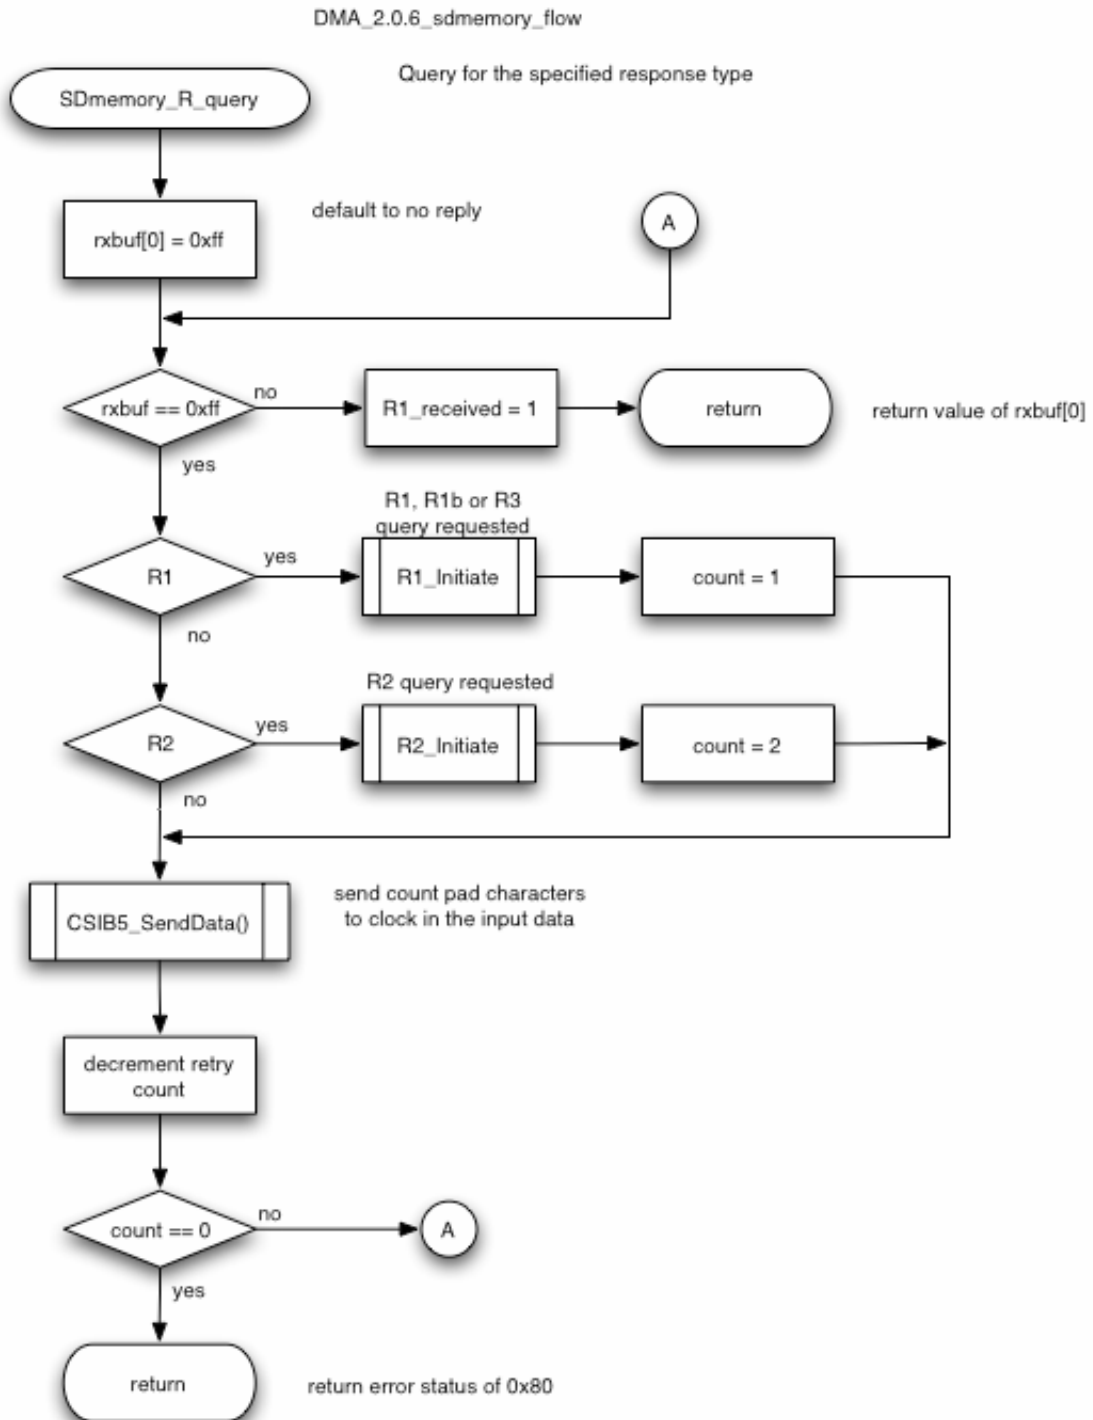 DMA_2.0.6_sdmemory_flow
Query for the specified response type
SDmemory_R_query
default to no reply
A
rxbuf[0] = 0xff
no
rxbuf == 0xff
R1_received = 1
return
return value of rxbuf[0]
yes
R1, R1b or R3
query requested
yes
R1
R1_Initiate
count = 1
no
R2 query requested
yes
R2
R2_Initiate
count = 2
no
send count pad characters
to clock in the input data
CSIB5_SendData()
decrement retry
count
no
count == 0
A
yes
return
return error status of 0x80